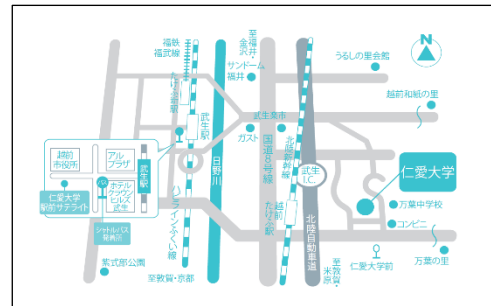 福鉄
福武線
至福井・
金沢
サンドーム
福井
うるしの里会館
N
越前和紙の里
たけふ新駅
武生駅
武生楽市
ガスト
日野川
国道8号線
北陸新幹線
武生
I.C
仁愛大学
越前
市役所
アル
プラザ
武生駅
仁愛大学
駅前サテライト
ホテル
クラウン
ヒルズ
武生
シャトルバス
発着所
ハピラインふくい線
越前
たけふ駅
北陸自動車道
万葉中学校
コンビニ
仁愛大学前
万葉の里
紫式部公園
至敦賀・京都
至敦賀・
米原